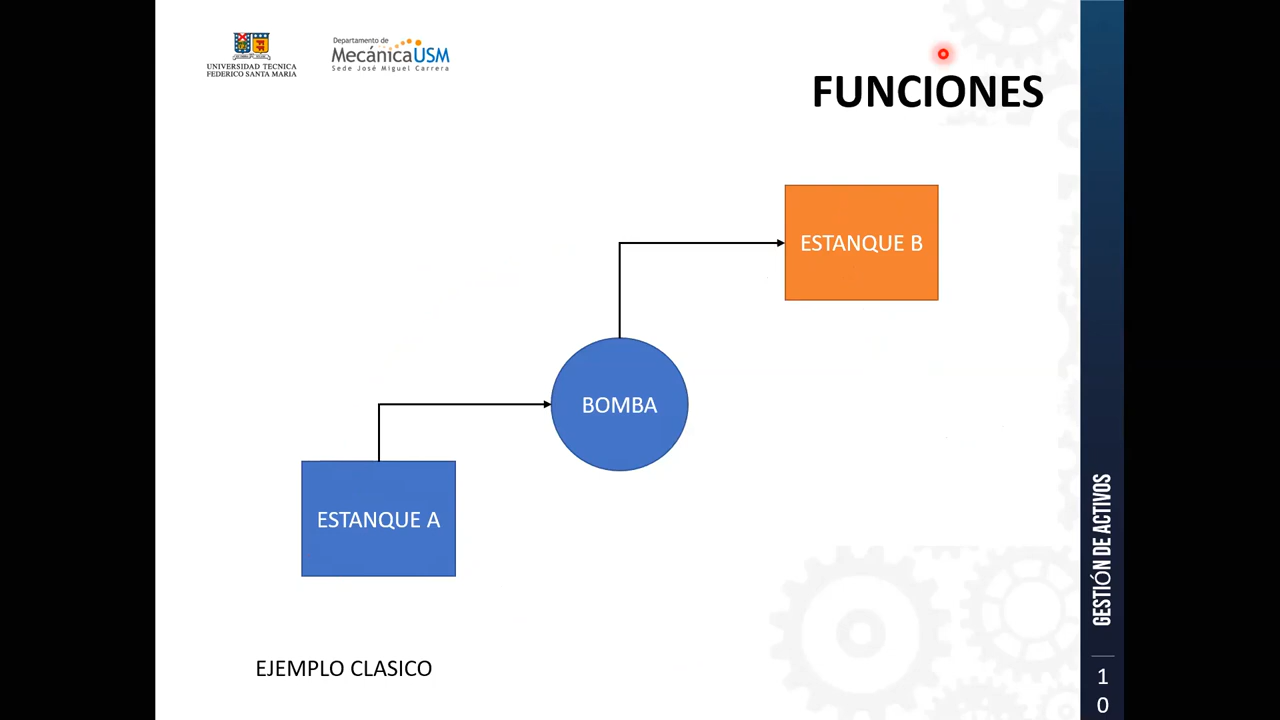 UNIVERSIDAD TECNICA
FEDERICO SANTA MARIA
Departamento de
MecánicaUSM
Sede José Miguel Carrera
FUNCIONES
ESTANQUE B
BOMBA
ESTANQUE A
EJEMPLO CLASICO
GESTIÓN DE ACTIVOS
1
0